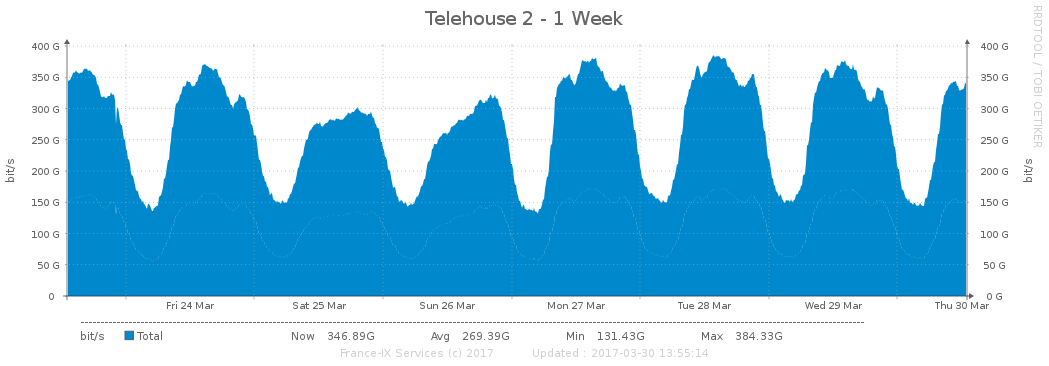 Telehouse 2 - 1 Week
RRDTOOL / TOBI OETIKER
400 G 400 G
350 G 350 G
300 G 300 G
250 G 250 G
200 G 200 G
150 G 150 G
100 G 100 G
50 G 50 G
0 0 G
bit/s bit/s
Fri 24 Mar Sat 25 Mar Sun 26 Mar Mon 27 Mar Tue 28 Mar Wed 29 Mar Thu 30 Mar
bit/s Total Now 346.89G Avg 269.39G Min 131.43G Max 384.33G
France-IX Services (c) 2017 Updated : 2017-03-30 13:55:14